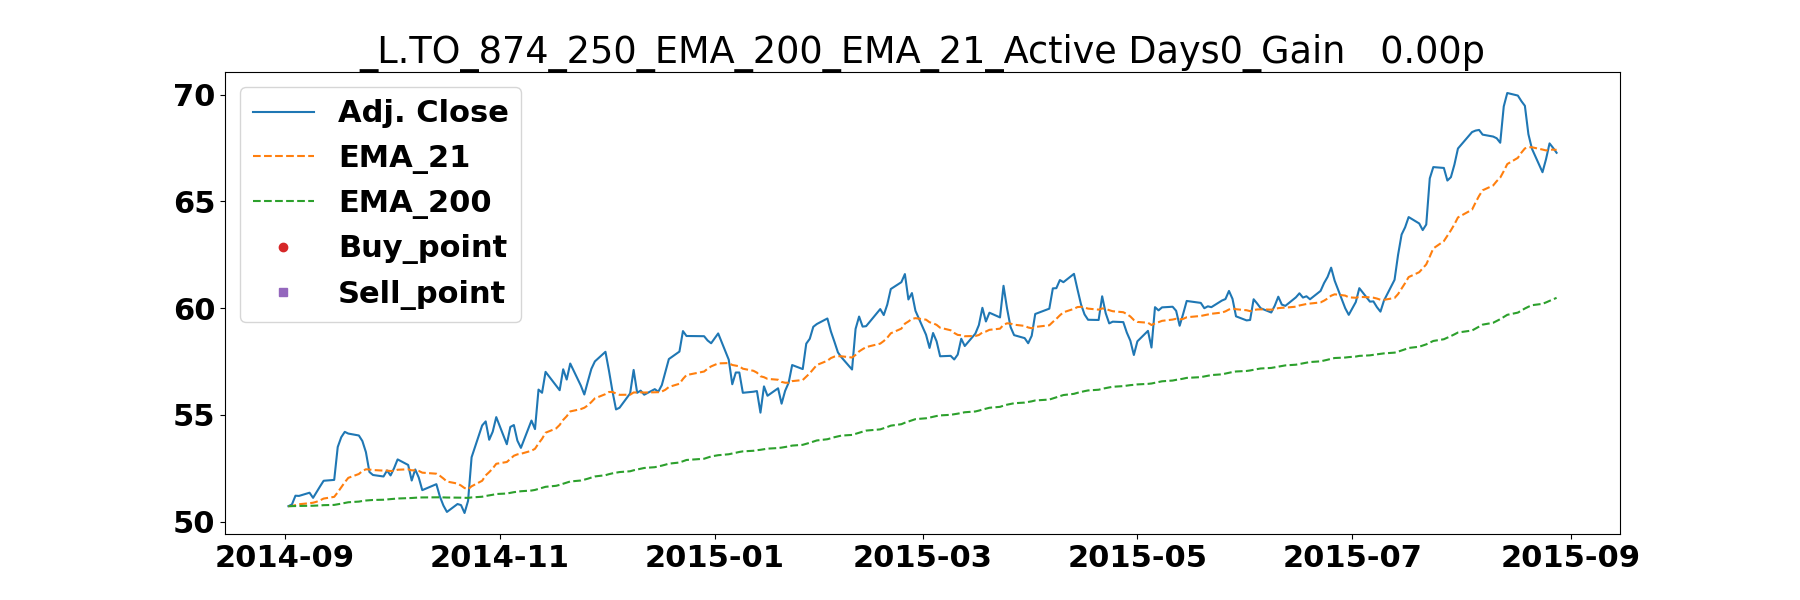 _L.TO_874_250_EMA_200_EMA_21_Active Days0_Gain   0.00p
Adj. Close
EMA_21
EMA_200
Buy_point
Sell_point
70
65
60
55
50
2014-09 2014-11 2015-01 2015-03 2015-05 2015-07 2015-09